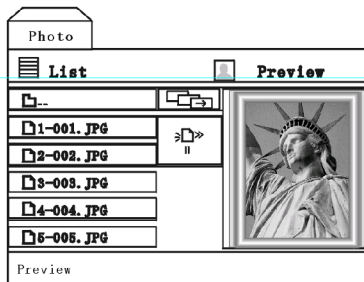 Photo
List
Preview
--
1-001.JPG
2-002.JPG
3-003.JPG
4-004.JPG
5-005.JPG
Preview